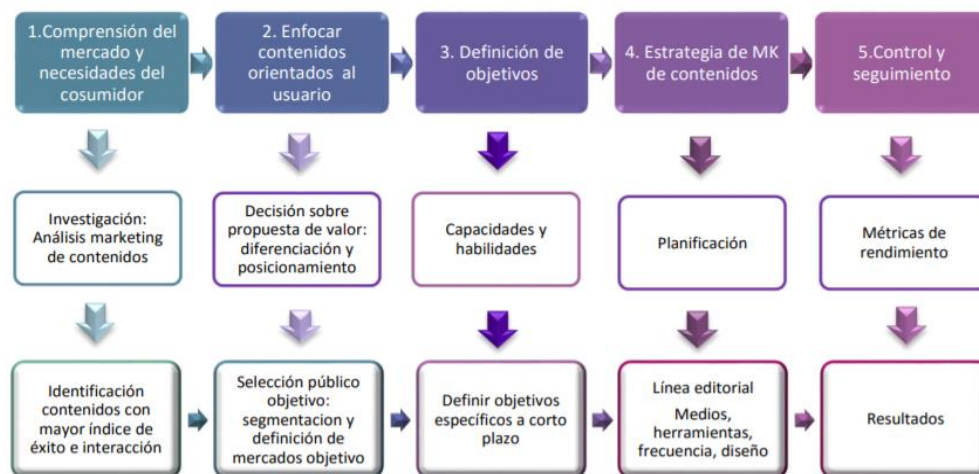 1.Comprensión del
mercado y
necesidades del
cosumidor
2. Enfocar
contenidos
orientados al
usuario
3. Definición de
objetivos
4. Estrategia de MK
de contenidos
5.Control y
seguimiento
Investigación:
Análisis marketing
de contenidos
Decisión sobre
propuesta de valor:
diferenciación y
posicionamiento
Capacidades y
habilidades
Planificación
Métricas de
rendimiento
Identificación
contenidos con
mayor índice de
éxito e interacción
Selección público
objetivo:
segmentacion y
definición de
mercados objetivo
Definir objetivos
específicos a corto
plazo
Línea editorial
Medios,
herramientas,
frecuencia, diseño
Resultados